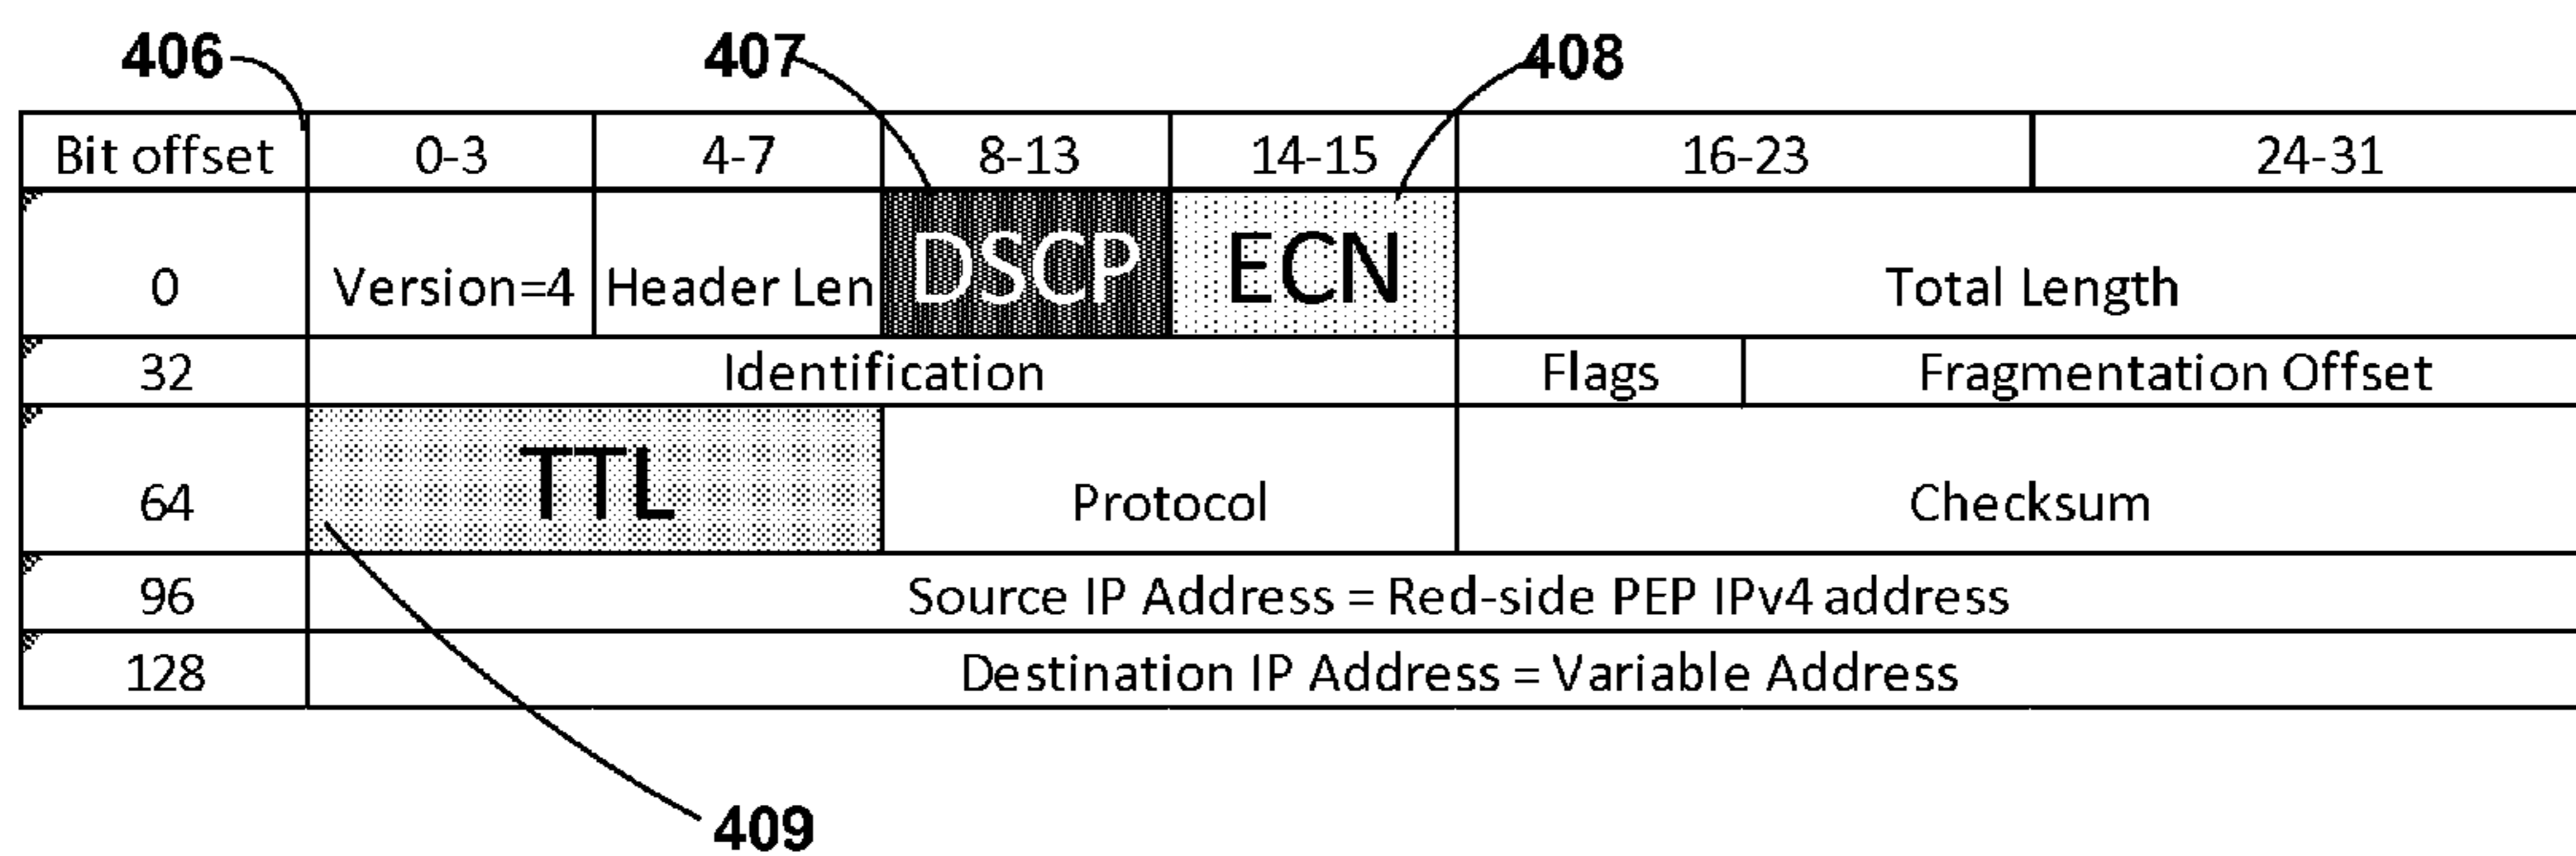 406 407 408
Bit offset 0-3 4-7 8-13 14-15 16-23 24-31
0 Version=4 Header Len DSCP ECN Total Length
32 Identification Flags Fragmentation Offset
64 TTL Protocol Checksum
96 Source IP Address = Red-side PEP IPv4 address
128 Destination IP Address = Variable Address
409